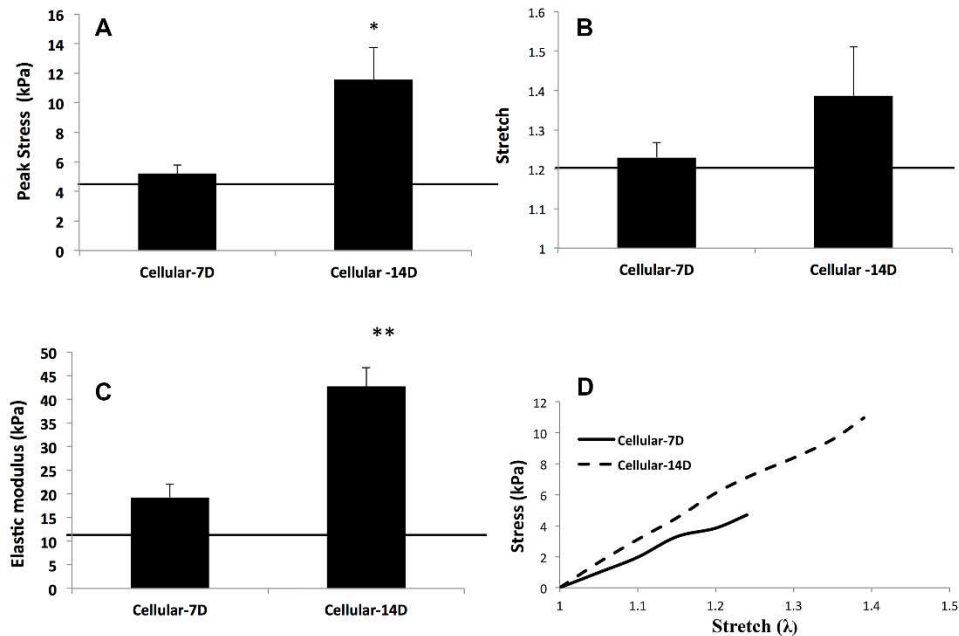 A
*
Peak Stress (kPa)
16
14
12
10
8
6
4
2
0
Cellular-7D
Cellular -14D
B
Stretch
1.6
1.5
1.4
1.3
1.2
1.1
1
Cellular-7D
Cellular -14D
C
**
Elastic modulus (kPa)
50
45
40
35
30
25
20
15
10
5
0
Cellular-7D
Cellular-14D
D
Stress (kPa)
12
10
8
6
4
2
0
Cellular-7D
Cellular-14D
1
1.1
1.2
1.3
1.4
1.5
Stretch (λ)